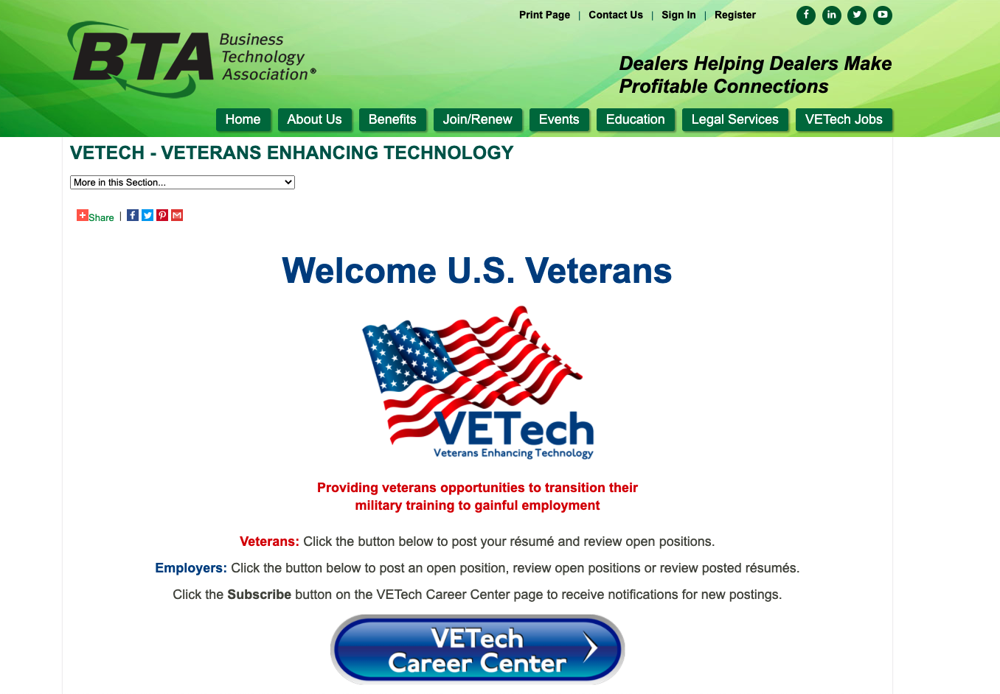 Print Page | Contact Us | Sign In | Register
BTA Business
Technology
Association®
Dealers Helping Dealers Make
Profitable Connections
Home About Us Benefits Join/Renew Events Education Legal Services VETech Jobs
VETECH - VETERANS ENHANCING TECHNOLOGY
More in this Section...
Share |
Welcome U.S. Veterans
VETech
Veterans Enhancing Technology
Providing veterans opportunities to transition their
military training to gainful employment
Veterans: Click the button below to post your résumé and review open positions.
Employers: Click the button below to post an open position, review open positions or review posted résumés.
Click the Subscribe button on the VETech Career Center page to receive notifications for new postings.
VETech
Career Center